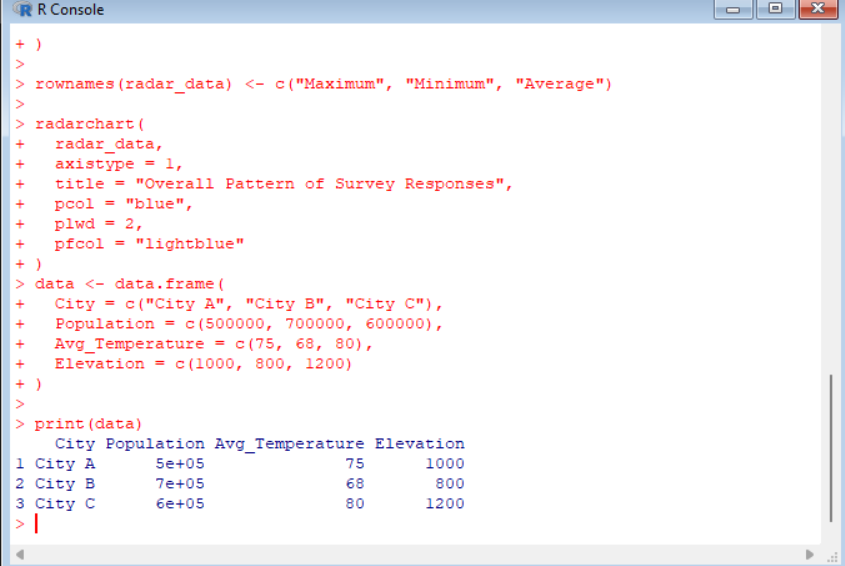 R Console
+ )
>
> rownames(radar_data) <- c("Maximum", "Minimum", "Average")
>
> radarchart(
+   radar_data,
+   axistype = 1,
+   title = "Overall Pattern of Survey Responses",
+   pcol = "blue",
+   plwd = 2,
+   pfcol = "lightblue"
+ )
> data <- data.frame(
+   City = c("City A", "City B", "City C"),
+   Population = c(500000, 700000, 600000),
+   Avg_Temperature = c(75, 68, 80),
+   Elevation = c(1000, 800, 1200)
+ )
>
> print(data)
    City Population Avg_Temperature Elevation
1 City A      5e+05              75      1000
2 City B      7e+05              68       800
3 City C      6e+05              80      1200
>